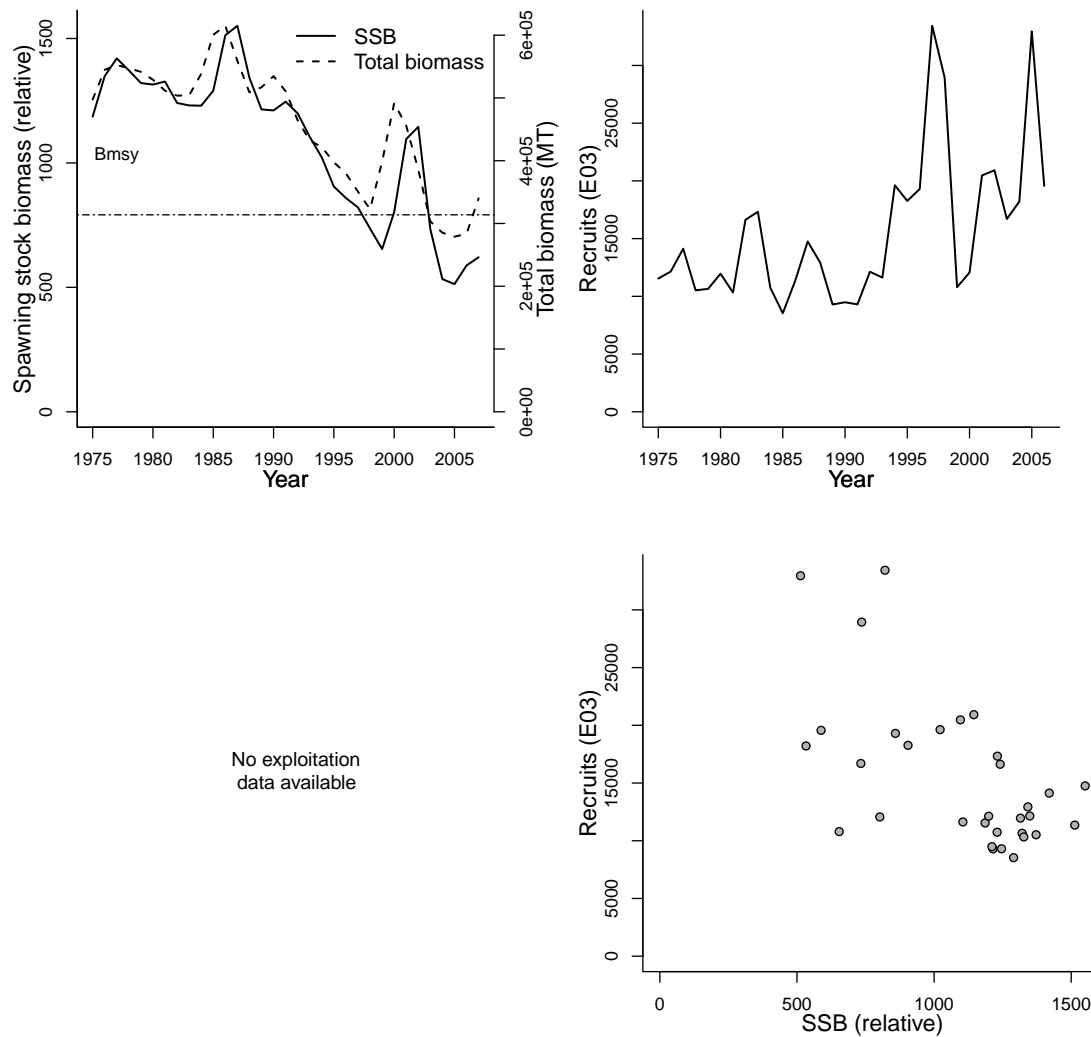 SSB
Total biomass
Bmsy
Spawning stock biomass (relative)
0
500
1000
1500
Total biomass (MT)
0e+00
2e+05
4e+05
6e+05
1975 1980 1985 1990 1995 2000 2005
Year
Recruits (E03)
0
5000
15000
25000
1975 1980 1985 1990 1995 2000 2005
Year
No exploitation
data available
Recruits (E03)
0
5000
15000
25000
0 500 1000 1500
SSB (relative)